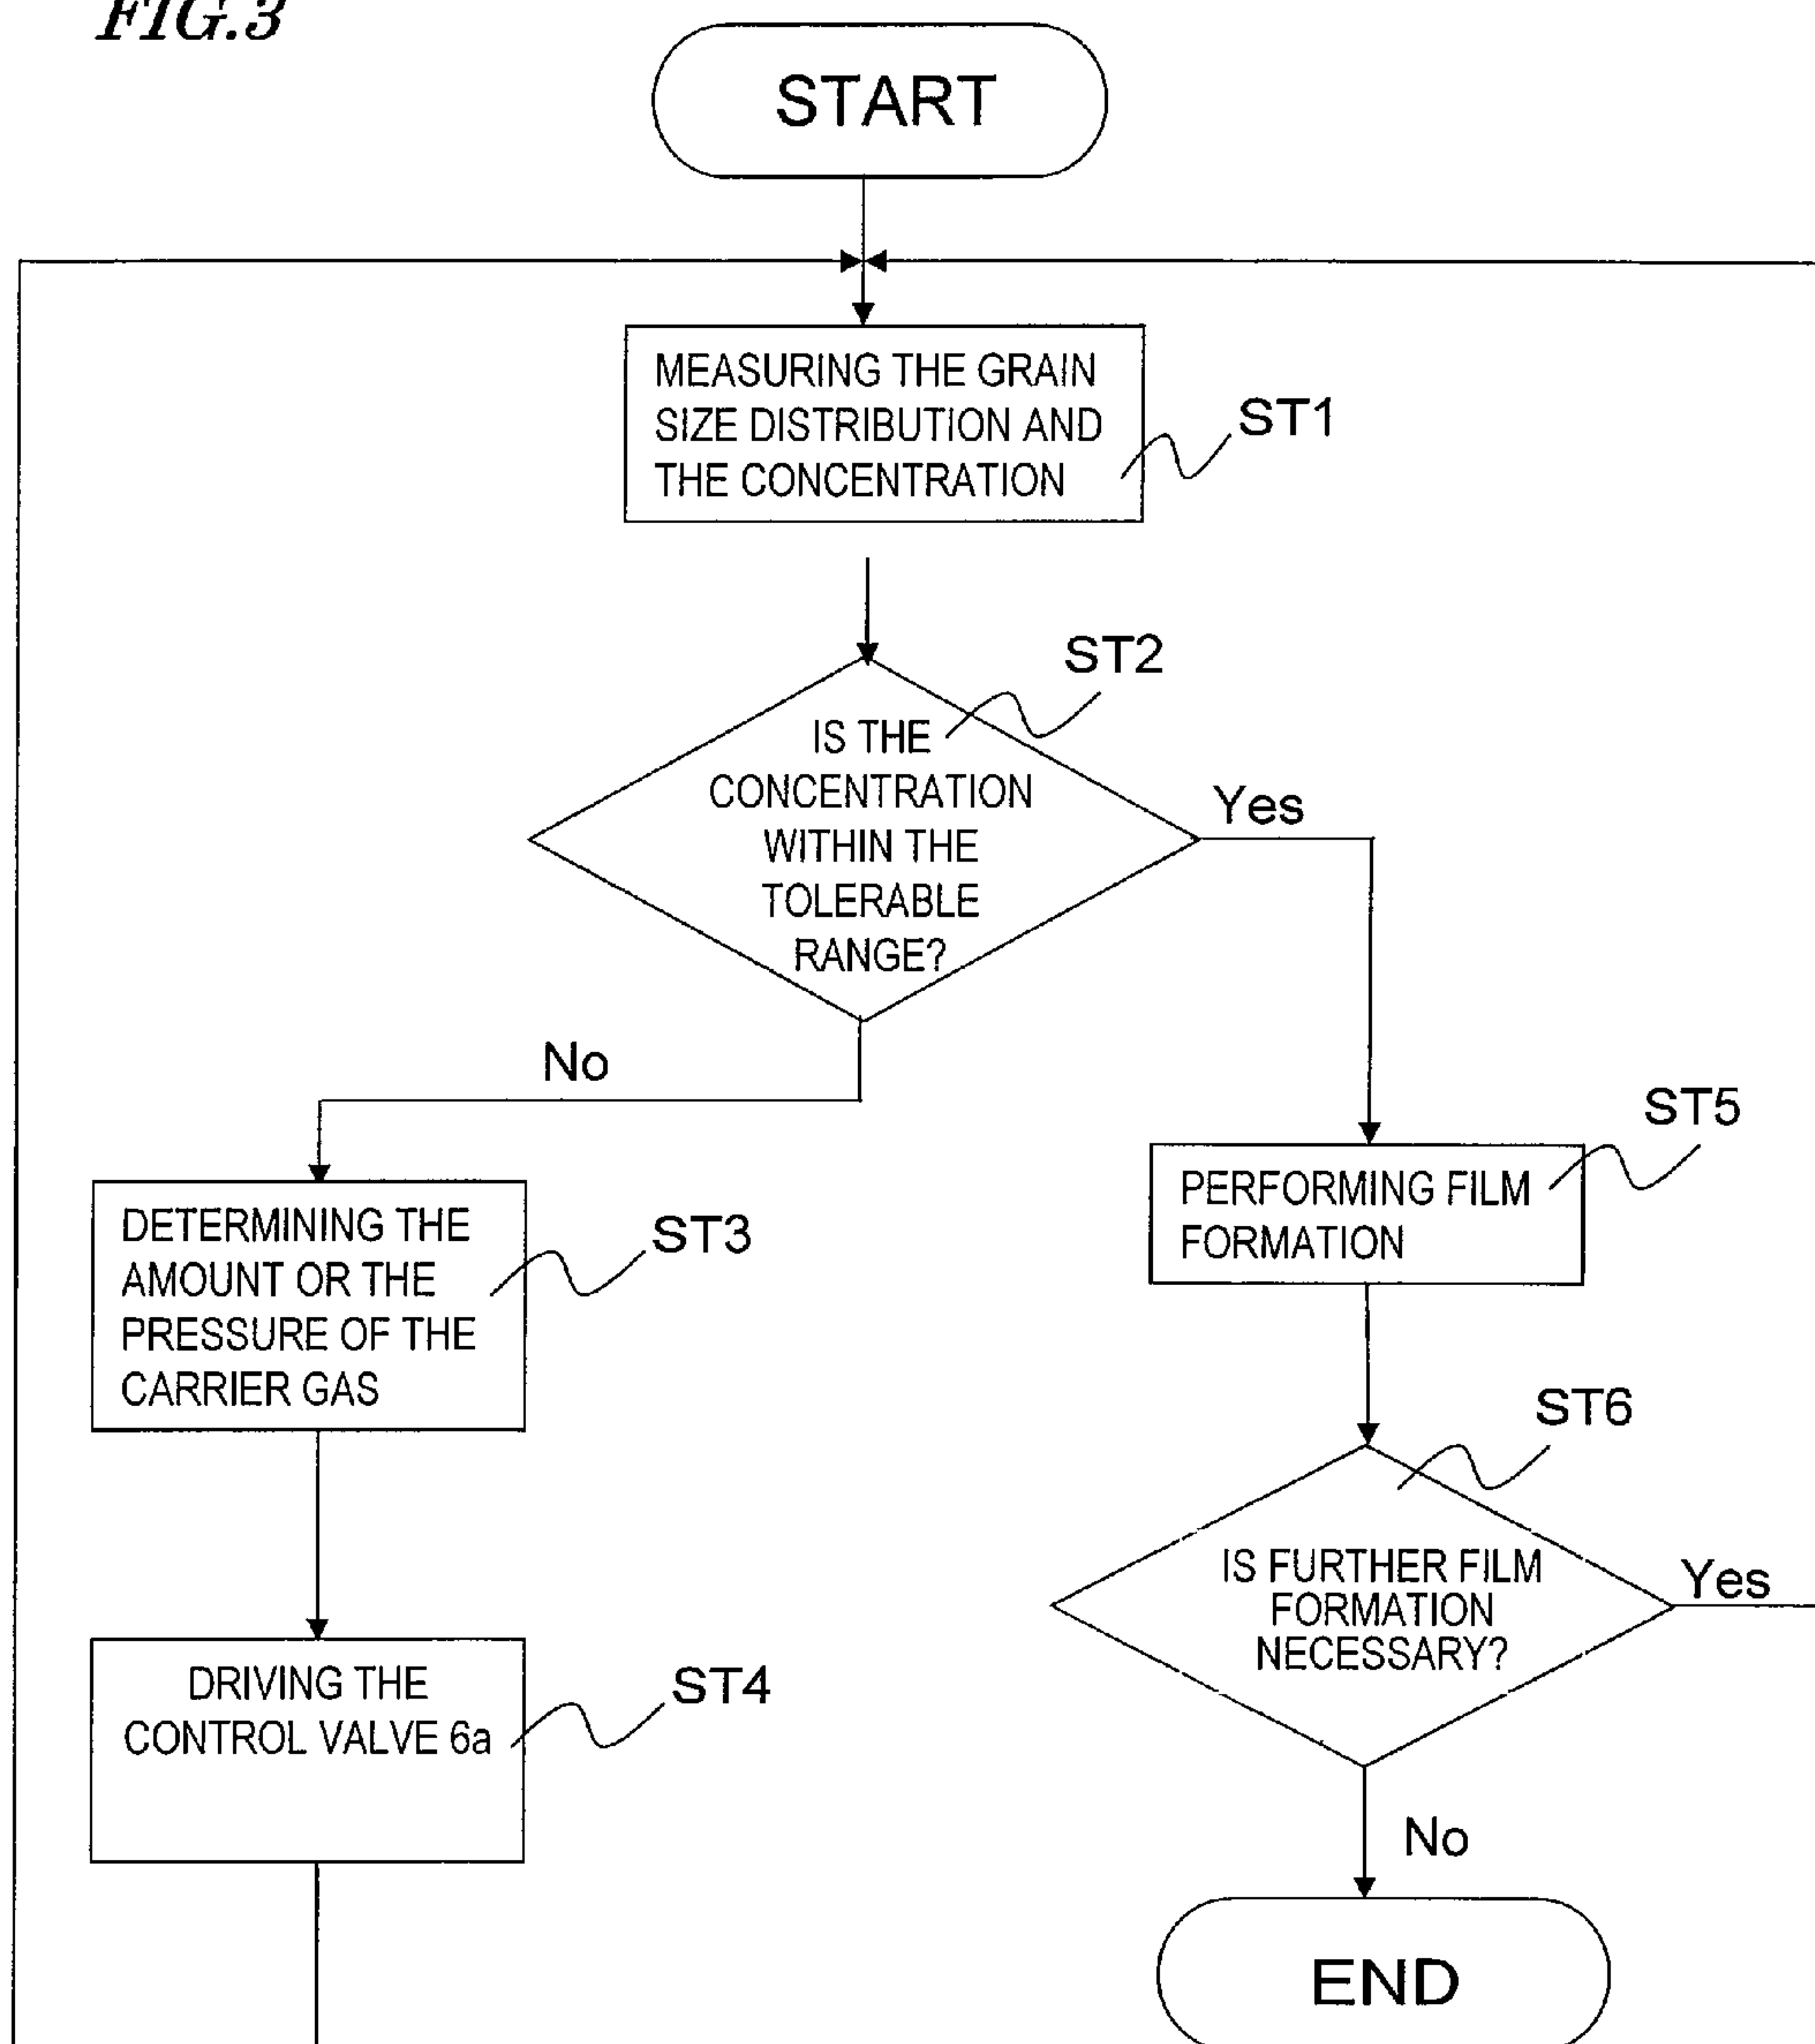 FIG.3
START
MEASURING THE GRAIN
SIZE DISTRIBUTION AND
THE CONCENTRATION
ST1
ST2
IS THE
CONCENTRATION
WITHIN THE
TOLERABLE
RANGE?
Yes
No
ST3
DETERMINING THE
AMOUNT OR THE
PRESSURE OF THE
CARRIER GAS
ST4
DRIVING THE
CONTROL VALVE 6a
ST5
PERFORMING FILM
FORMATION
ST6
IS FURTHER FILM
FORMATION
NECESSARY?
Yes
No
END